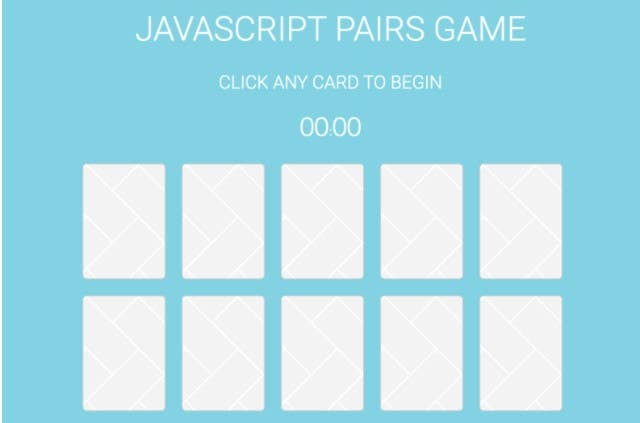 JAVASCRIPT PAIRS GAME
CLICK ANY CARD TO BEGIN
00:00